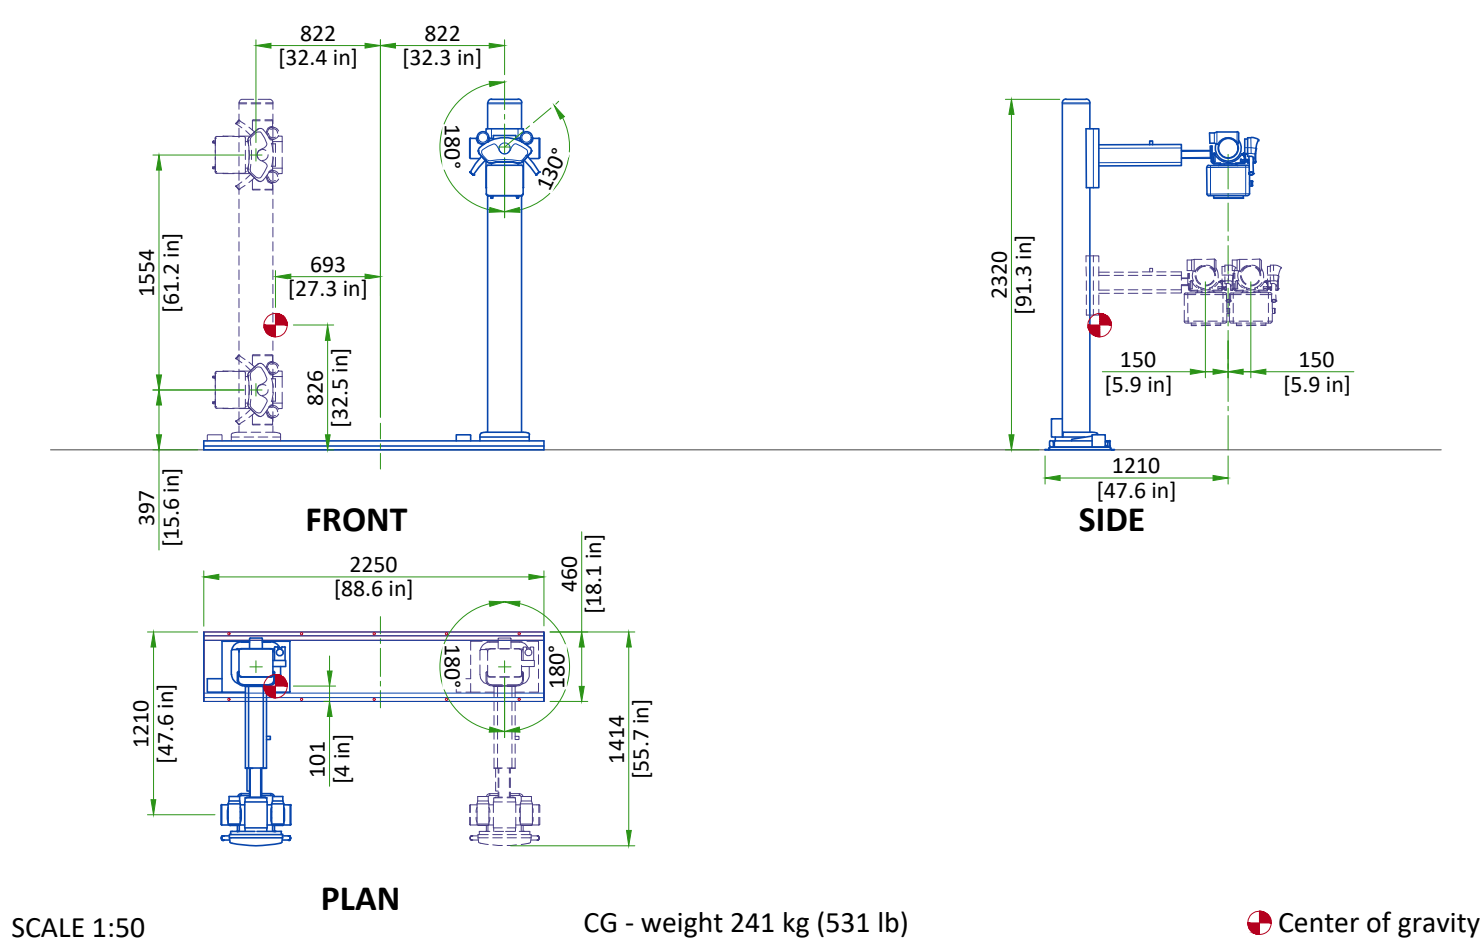 822
[32.4 in]
822
[32.3 in]
180°
130°
1554
[61.2 in]
693
[27.3 in]
826
[32.5 in]
397
[15.6 in]
FRONT
2320
[91.3 in]
150
[5.9 in]
150
[5.9 in]
1210
[47.6 in]
SIDE
2250
[88.6 in]
460
[18.1 in]
180°
180°
1210
[47.6 in]
101
[4 in]
1414
[55.7 in]
PLAN
SCALE 1:50
CG - weight 241 kg (531 lb)
Center of gravity